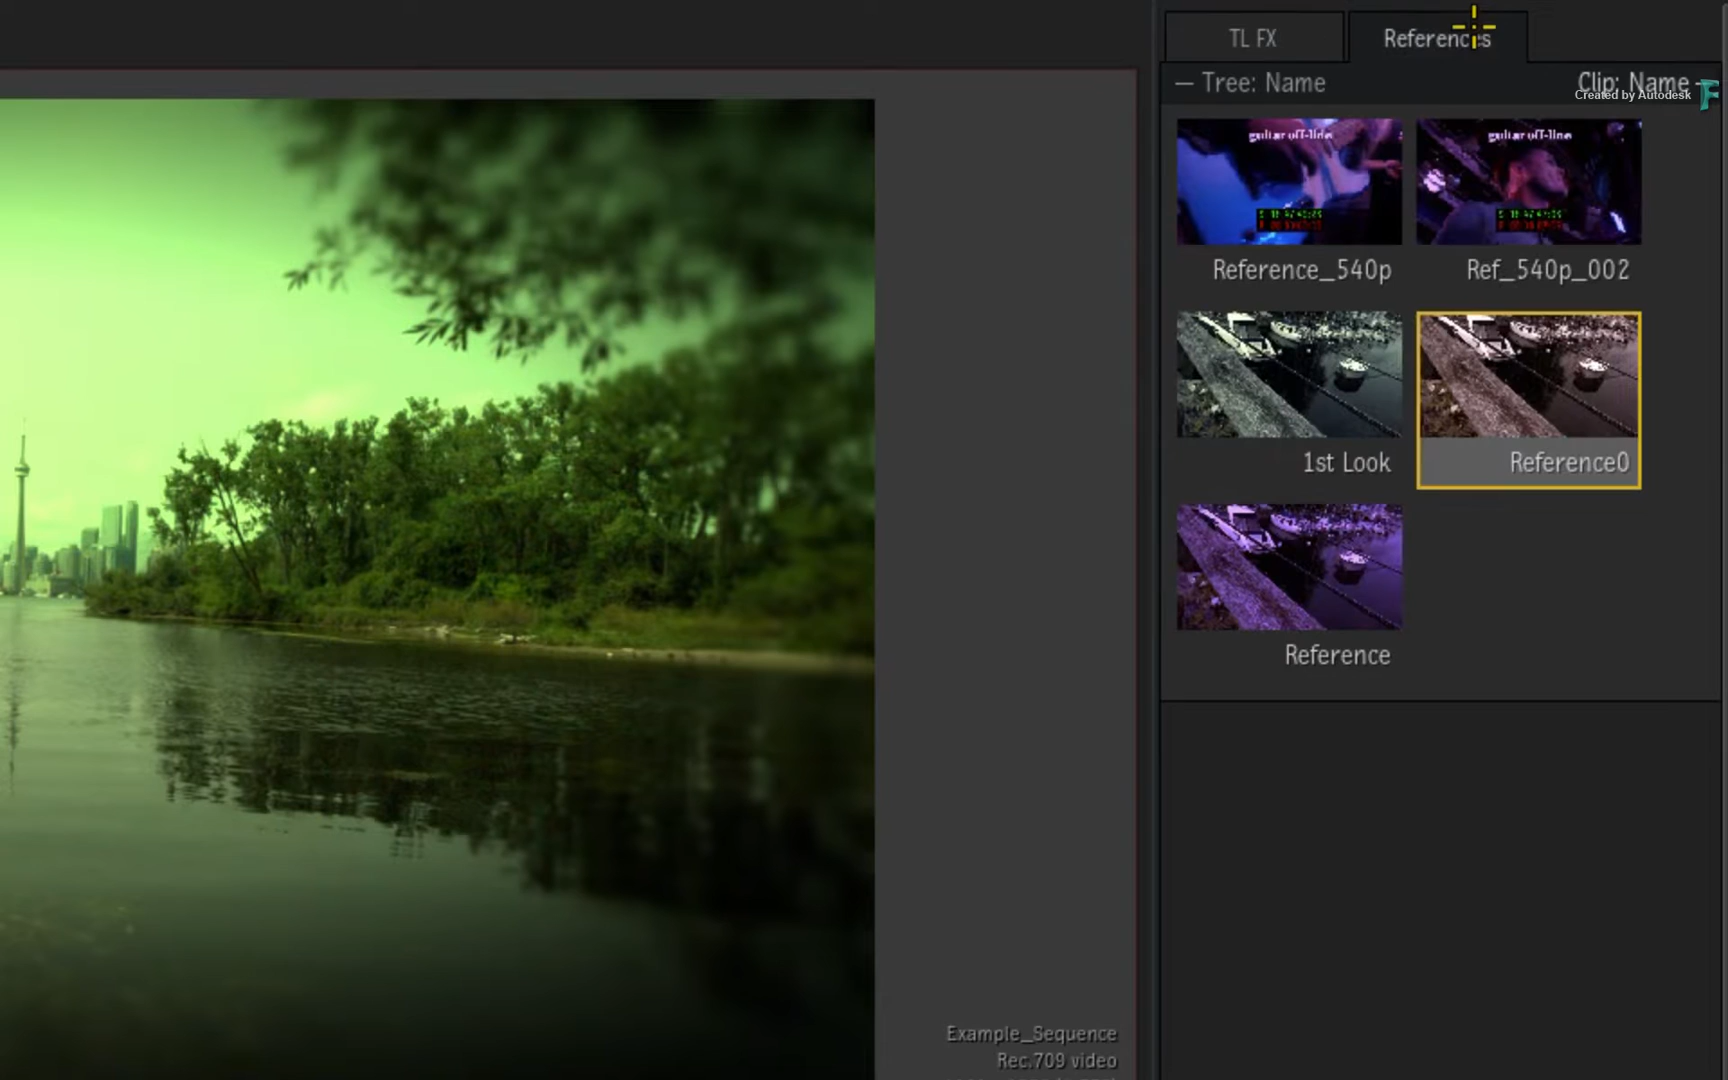 TL FX
References
Tree: Name
Clip: Name
Created by Autodesk
guitar off-line
guitar off-line
Reference_540p
Ref_540p_002
1st Look
Reference0
Reference
Example_Sequence
Rec.709 video